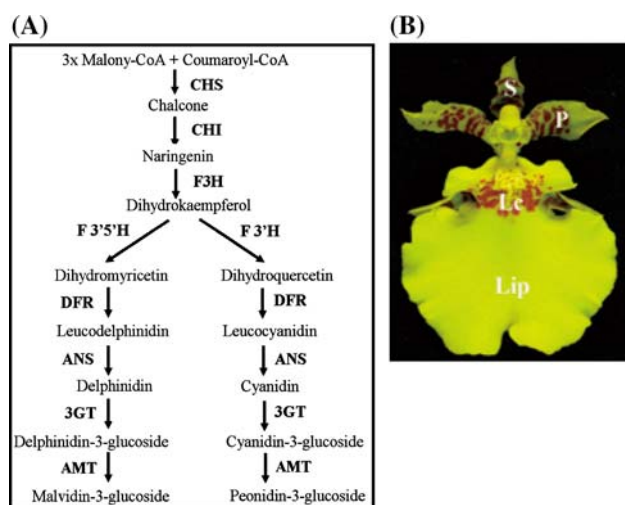 (A)
3x Malony-CoA + Coumaroyl-CoA
CHS
Chalcone
CHI
Naringenin
F3H
Dihydrokaempferol
F 3'5'H F 3'H
Dihydromyricetin Dihydroquercetin
DFR DFR
Leucodelphinidin Leucocyanidin
ANS ANS
Delphinidin Cyanidin
3GT 3GT
Delphinidin-3-glucoside Cyanidin-3-glucoside
AMT AMT
Malvidin-3-glucoside Peonidin-3-glucoside
(B)
S
P
Lc
Lip